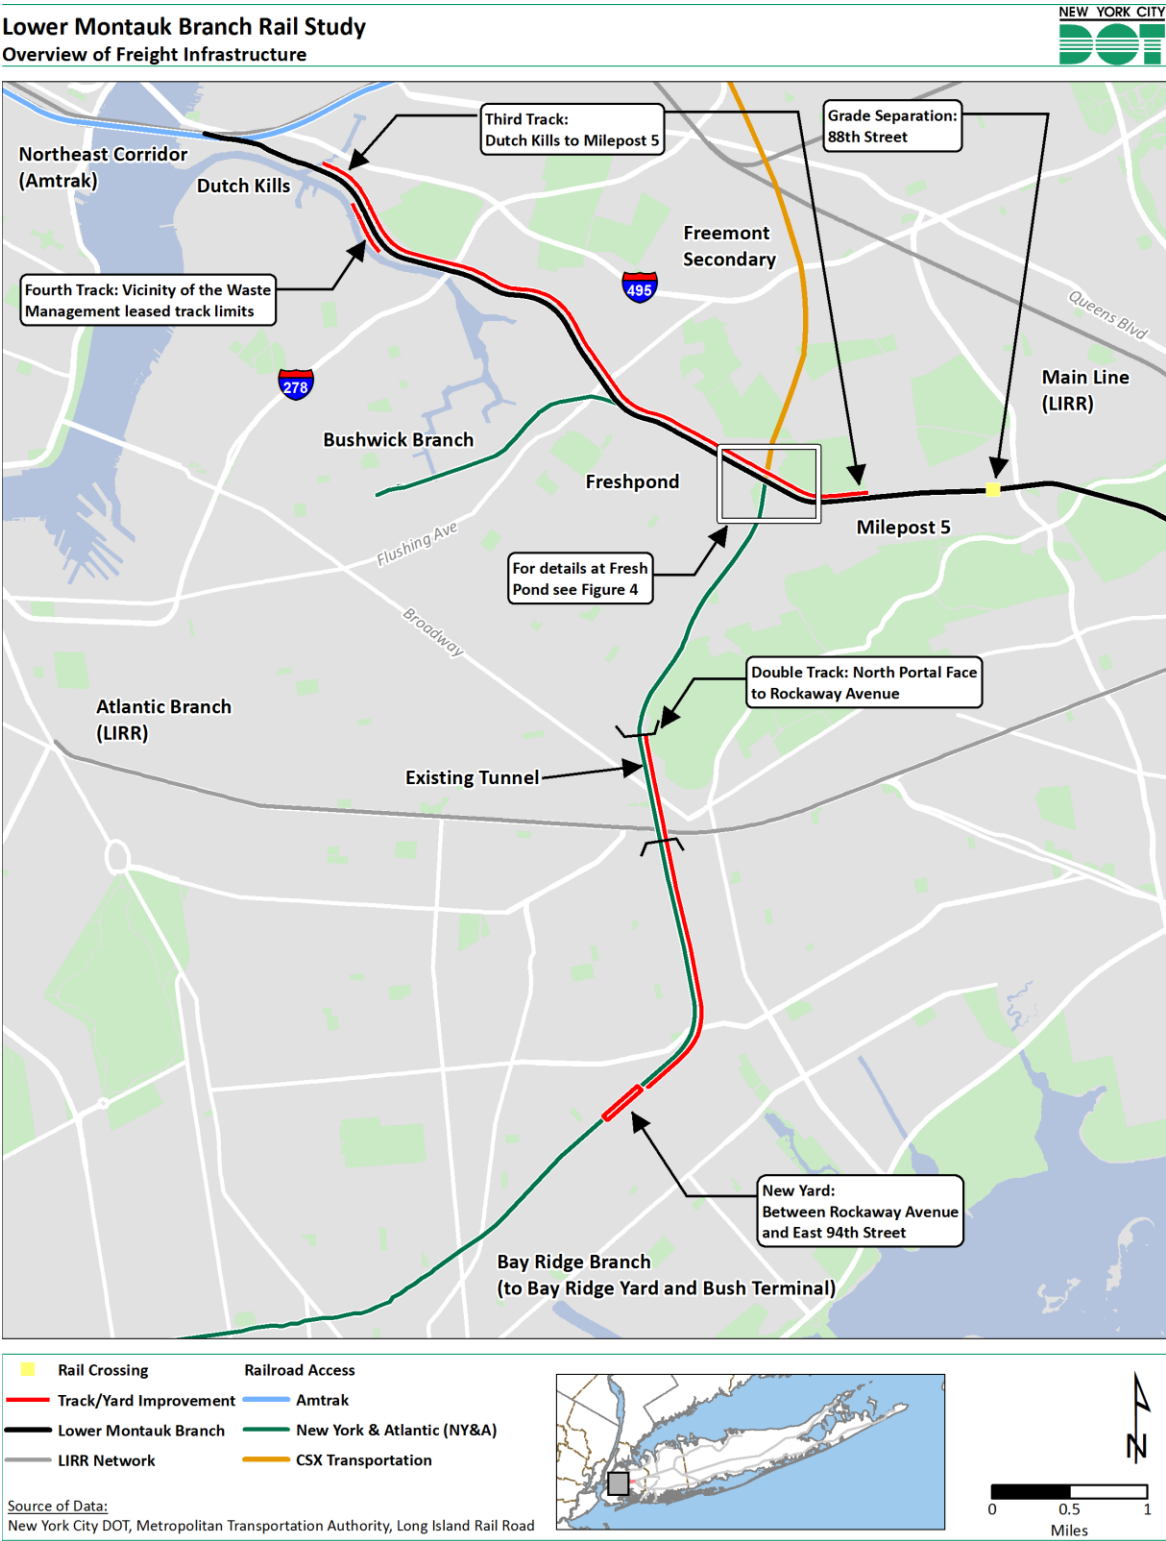 Lower Montauk Branch Rail Study
Overview of Freight Infrastructure
NEW YORK CITY
DOT
Third Track:
Dutch Kills to Milepost 5
Grade Separation:
88th Street
Northeast Corridor
(Amtrak)
Dutch Kills
Freemont
Secondary
495
Fourth Track: Vicinity of the Waste
Management leased track limits
Queens Blvd
278
Main Line
(LIRR)
Bushwick Branch
Freshpond
Milepost 5
Flushing Ave
For details at Fresh
Pond see Figure 4
Broadway
Double Track: North Portal Face
to Rockaway Avenue
Atlantic Branch
(LIRR)
Existing Tunnel
New Yard:
Between Rockaway Avenue
and East 94th Street
Bay Ridge Branch
(to Bay Ridge Yard and Bush Terminal)
Rail Crossing
Track/Yard Improvement
Lower Montauk Branch
LIRR Network
Railroad Access
Amtrak
New York & Atlantic (NY&A)
CSX Transportation
Source of Data:
New York City DOT, Metropolitan Transportation Authority, Long Island Rail Road
N
0 0.5 1
Miles